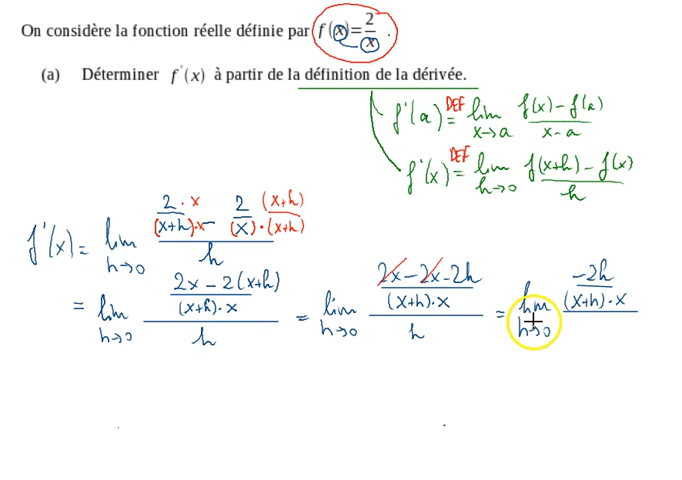 On considère la fonction réelle définie par f(x)=2/x.
(a) Déterminer f'(x) à partir de la définition de la dérivée.
f'(a) =DEF lim x→a (f(x)-f(a))/(x-a)
f'(x) =DEF lim h→0 (f(x+h)-f(x))/h
f'(x) = lim h→0 ((2·x)/((x+h)·x) - (2(x+h))/((x)·(x+h)))/h
= lim h→0 ((2x-2(x+h))/((x+h)·x))/h = lim h→0 ((2x-2x-2h)/((x+h)·x))/h = lim h→0 (-2h)/((x+h)·x)